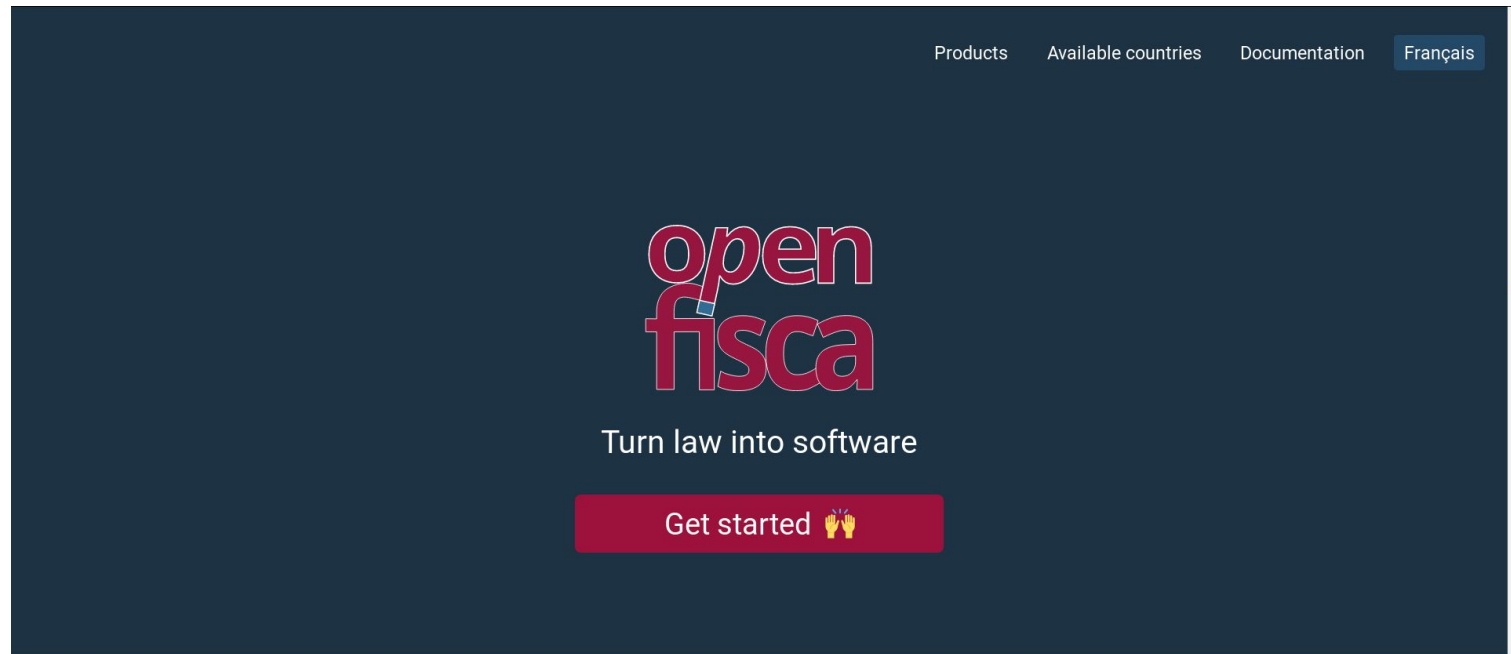 Products Available countries Documentation Français
open
fisca
Turn law into software
Get started 🙌